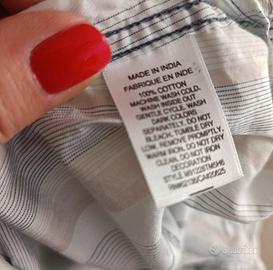 MADE IN INDIA
FABRIQUE EN INDE
100% COTTON
MACHINE WASH COLD.
WASH INSIDE OUT
GENTLE CYCLE. WASH
DARK COLORS
SEPARATELY. DO NOT
BLEACH. TUMBLE DRY
LOW. REMOVE PROMPTLY.
WARM IRON. DO NOT DRY
CLEAN. DO NOT IRON
DECORATION